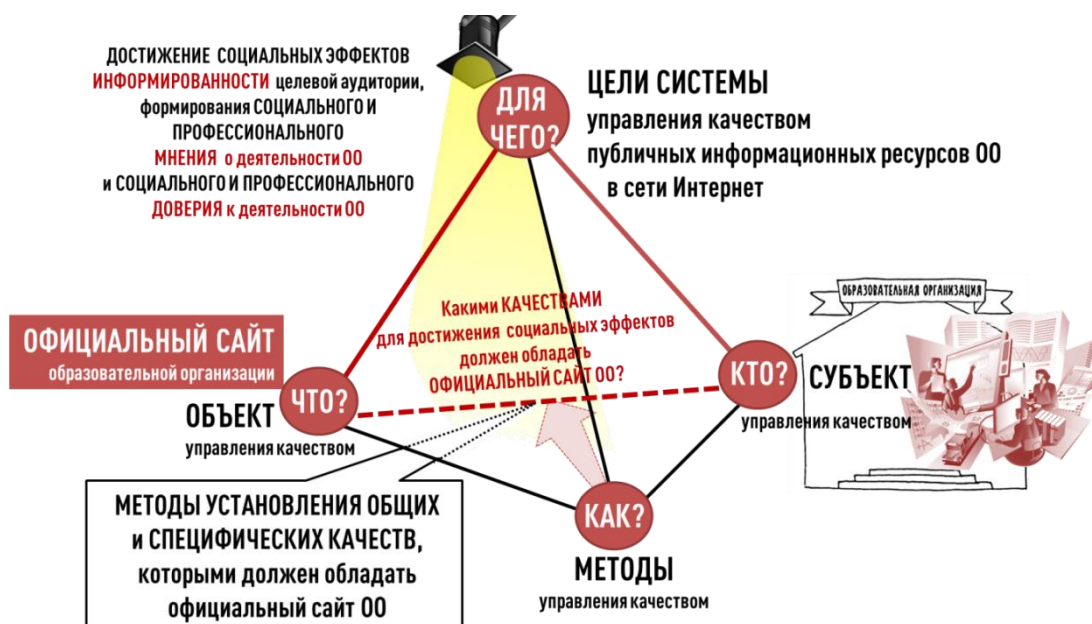 ДОСТИЖЕНИЕ СОЦИАЛЬНЫХ ЭФФЕКТОВ
ИНФОРМИРОВАННОСТИ целевой аудитории,
формирования СОЦИАЛЬНОГО И
ПРОФЕССИОНАЛЬНОГО
МНЕНИЯ о деятельности ОО
и СОЦИАЛЬНОГО И ПРОФЕССИОНАЛЬНОГО
ДОВЕРИЯ к деятельности ОО
ДЛЯ
ЧЕГО?
ЦЕЛИ СИСТЕМЫ
управления качеством
публичных информационных ресурсов ОО
в сети Интернет
Какими КАЧЕСТВАМИ
для достижения социальных эффектов
должен обладать
ОФИЦИАЛЬНЫЙ САЙТ ОО?
ОФИЦИАЛЬНЫЙ САЙТ
образовательной организации
ЧТО?
ОБЪЕКТ
управления качеством
ОБРАЗОВАТЕЛЬНАЯ ОРГАНИЗАЦИЯ
КТО?
СУБЪЕКТ
управления качеством
МЕТОДЫ УСТАНОВЛЕНИЯ ОБЩИХ
и СПЕЦИФИЧЕСКИХ КАЧЕСТВ,
которыми должен обладать
официальный сайт ОО
КАК?
МЕТОДЫ
управления качеством